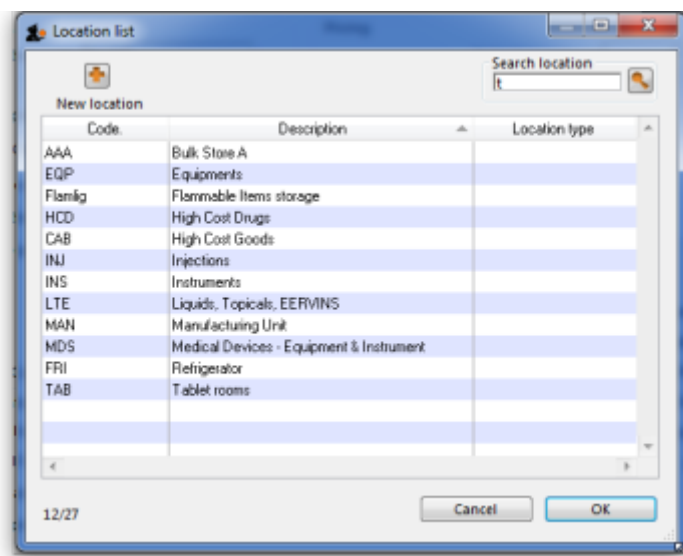 Location list
Search location
t
New location
Code. Description Location type
AAA Bulk Store A
EQP Equipments
Flamlig Flammable Items storage
HCD High Cost Drugs
CAB High Cost Goods
INJ Injections
INS Instruments
LTE Liquids, Topicals, EERVINS
MAN Manufacturing Unit
MDS Medical Devices - Equipment & Instrument
FRI Refrigerator
TAB Tablet rooms
12/27 Cancel OK